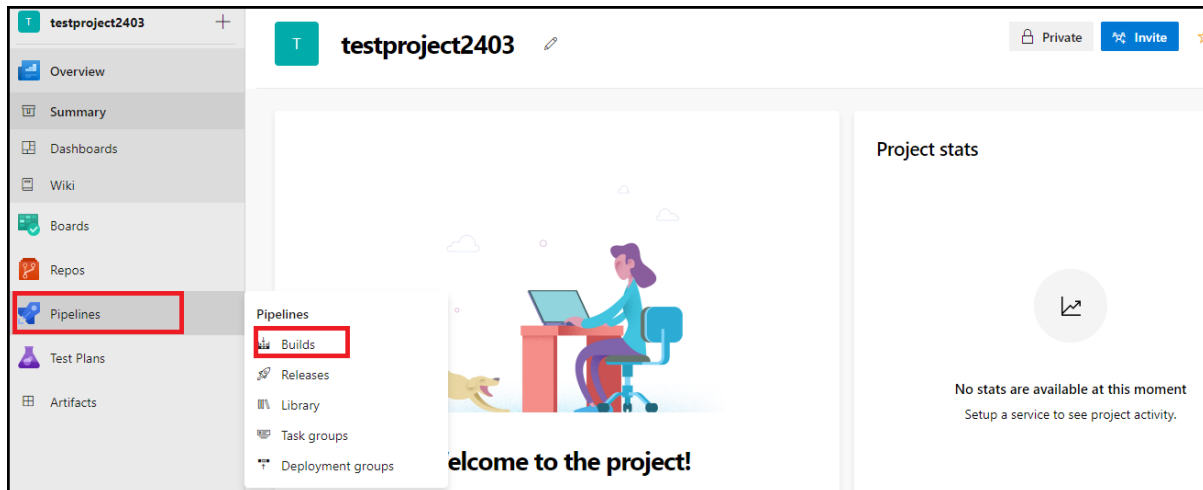 T testproject2403
Overview
Summary
Dashboards
Wiki
Boards
Repos
Pipelines
Test Plans
Artifacts
Pipelines
Builds
Releases
Library
Task groups
Deployment groups
T testproject2403
Private
Invite
elcome to the project!
Project stats
No stats are available at this moment
Setup a service to see project activity.